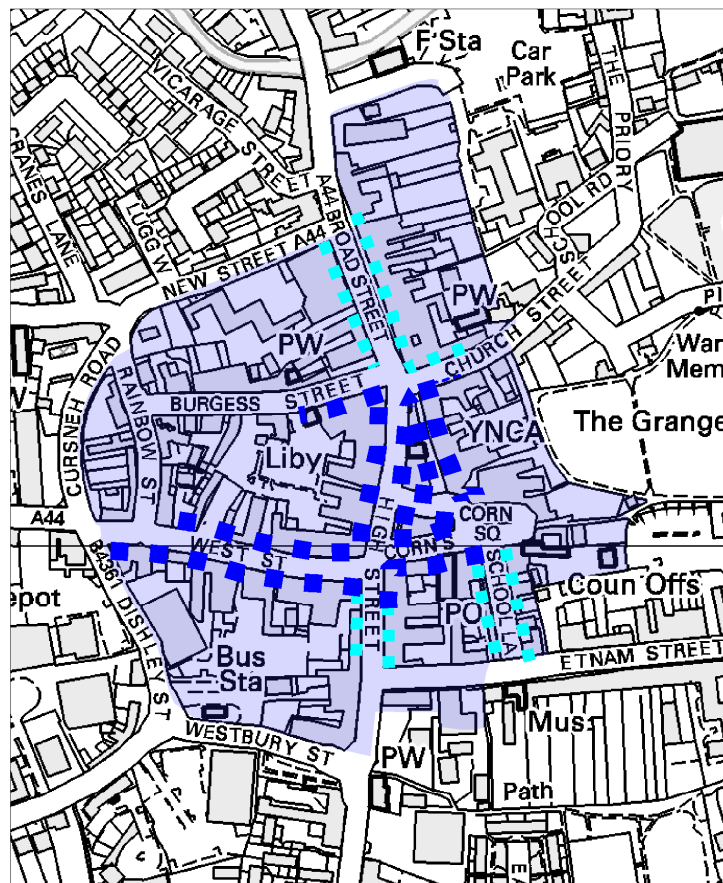 F Sta
Car
Park
THE
PRIORY
VICARAGE STREET
CRANES
LANE
LUGG W
NEW STREET A44
A44 BROAD STREET
SCHOOL RD
CHURCH STREET
PW
PW
W
CURSNEH ROAD
RAINBOW ST
BURGESS STREET
Liby
YNCA
War
Mem
The Grange
A44
WEST ST
HIGH STREET
CORN S
CORN
SQ
B4361 DISHLEY ST
epot
PO
SCHOOL LA
Coun Offs
Bus
Sta
ETNAM STREET
Mus.
WESTBURY ST
PW
Path